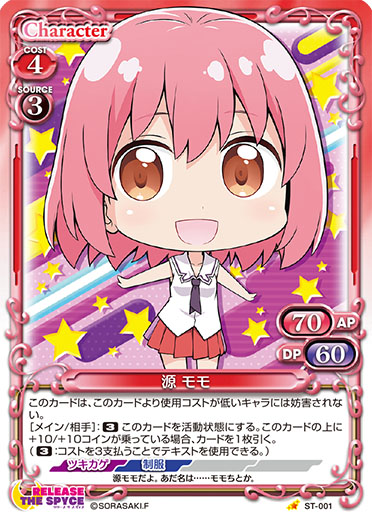 Character
COST
4
SOURCE
3
70 AP
DP 60
源 モモ
このカードは、このカードより使用コストが低いキャラには妨害されな
い。
[メイン/相手]: 3 このカードを活動状態にする。このカードの上に
+10/+10コインが乗っている場合、カードを1枚引く。
( 3 :コストを3支払うことでテキストを使用できる。)
ツキカゲ 制服
源モモだよ。あだ名は……モモちとか。
RELEASE
THE SPYCE
©SORASAKI.F
ST-001